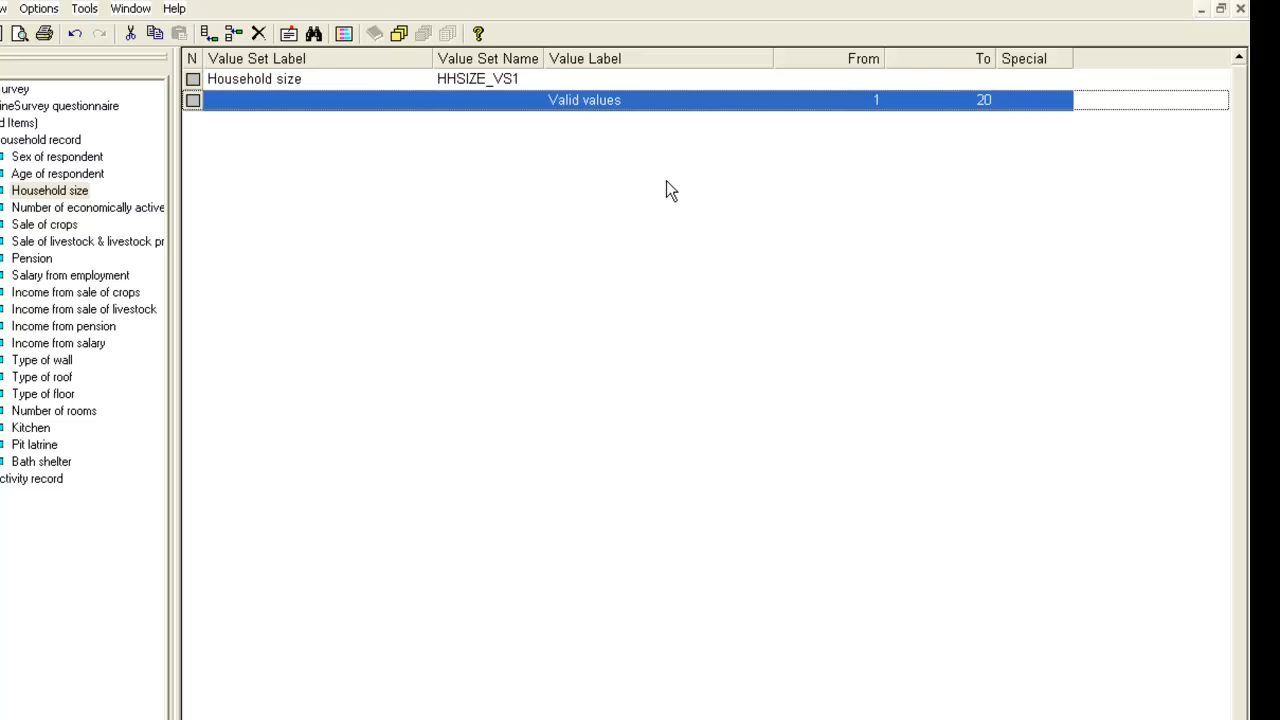 w Options Tools Window Help
N Value Set Label Value Set Name Value Label From To Special
Household size HHSIZE_VS1
Valid values 1 20
urvey
ineSurvey questionnaire
d Items)
ousehold record
Sex of respondent
Age of respondent
Household size
Number of economically active
Sale of crops
Sale of livestock & livestock pr
Pension
Salary from employment
Income from sale of crops
Income from sale of livestock
Income from pension
Income from salary
Type of wall
Type of roof
Type of floor
Number of rooms
Kitchen
Pit latrine
Bath shelter
ctivity record